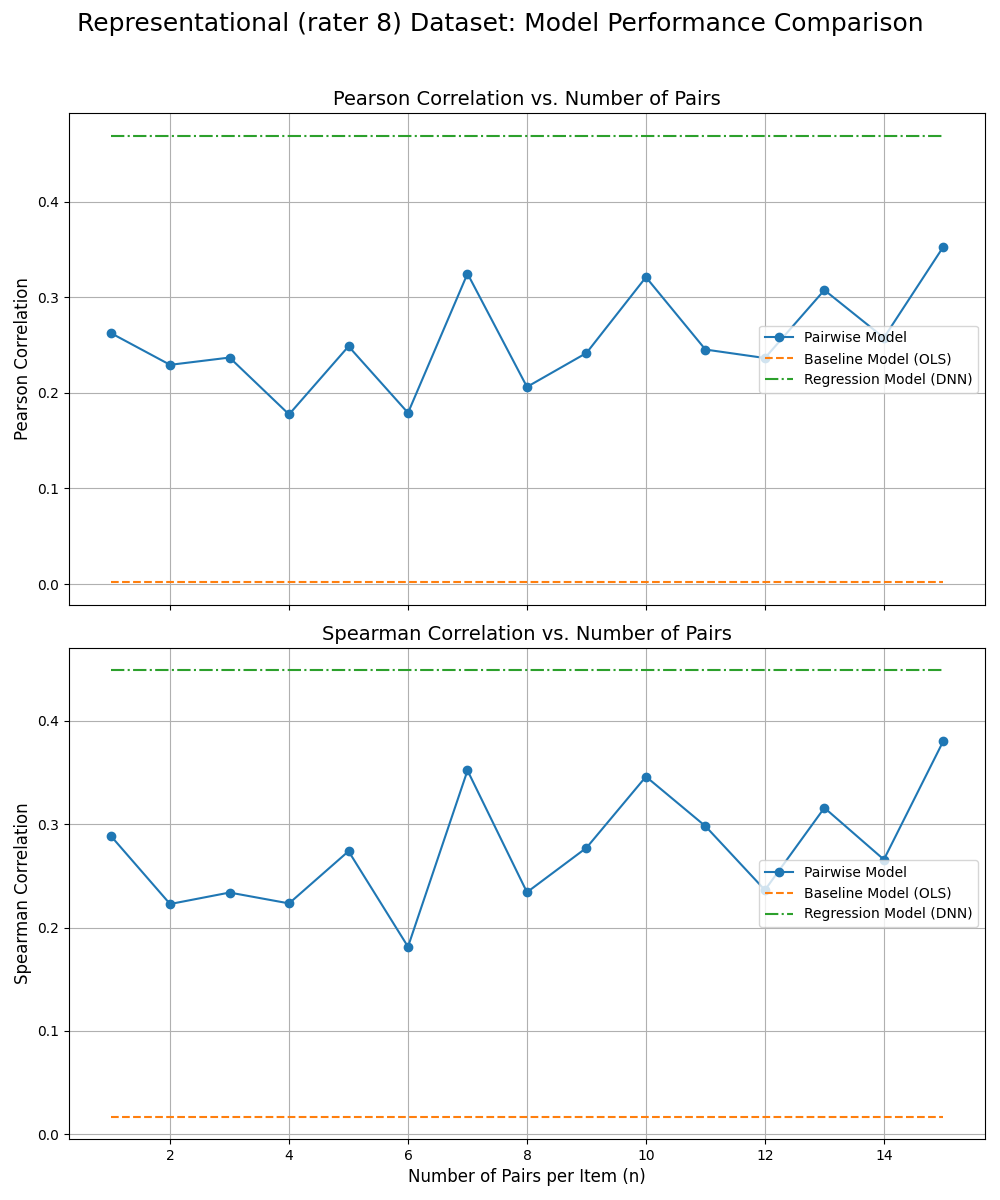 Representational (rater 8) Dataset: Model Performance Comparison
Pearson Correlation vs. Number of Pairs
Pearson Correlation
0.4
0.3
0.2
0.1
0.0
Pairwise Model
Baseline Model (OLS)
Regression Model (DNN)
Spearman Correlation vs. Number of Pairs
Spearman Correlation
0.4
0.3
0.2
0.1
0.0
Pairwise Model
Baseline Model (OLS)
Regression Model (DNN)
2 4 6 8 10 12 14
Number of Pairs per Item (n)